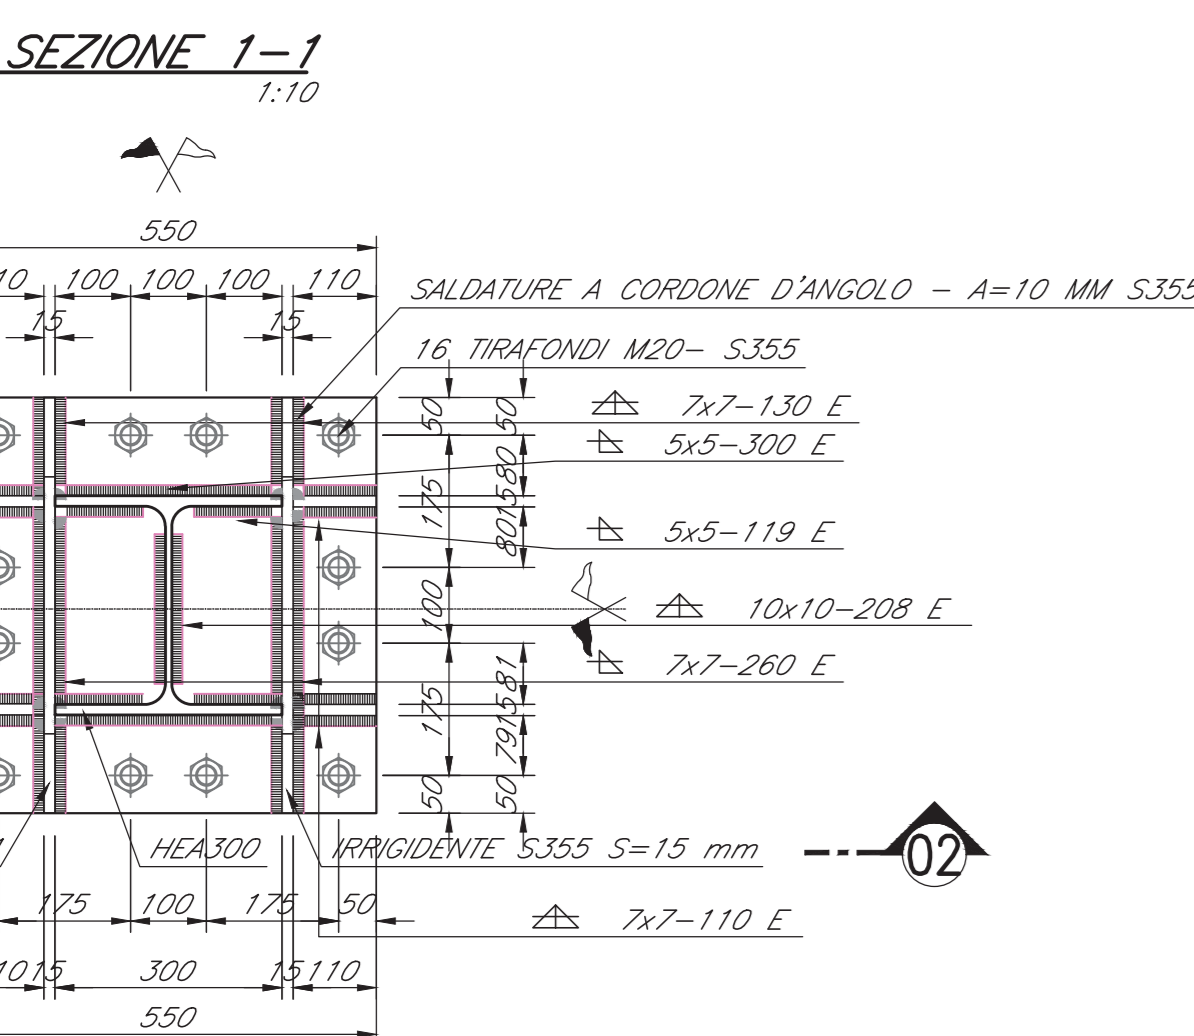 SEZIONE 1-1
1:10
550
10 100 100 100 110
15 15
SALDATURE A CORDONE D'ANGOLO - A=10 MM S355
16 TIRAFONDI M20- S355
7x7-130 E
5x5-300 E
5x5-119 E
10x10-208 E
7x7-260 E
50 175 100 175 50
50 80 15 80 81 15 79 50
HEA300
IRRIGIDENTE S355 S=15 mm
02
175 100 175 50
7x7-110 E
10 15 300 15 110
550